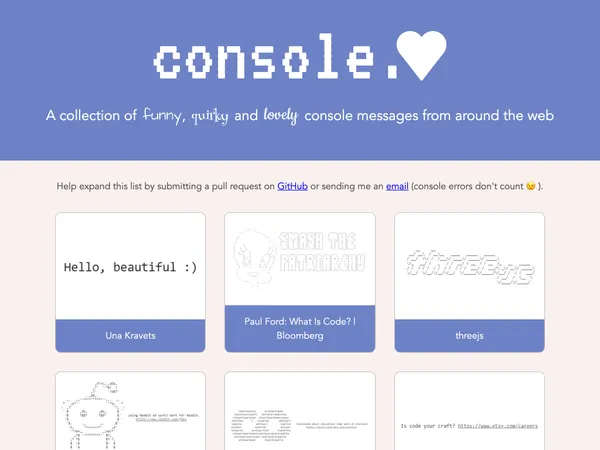 console.♥
A collection of funny, quirky and lovely console messages from around the web
Help expand this list by submitting a pull request on GitHub or sending me an email (console errors don't count 😉 ).
Hello, beautiful :)
SMASH THE
PATRIARCHY
threejs
Una Kravets
Paul Ford: What Is Code? |
Bloomberg
threejs
Is code your craft? https://www.etsy.com/careers